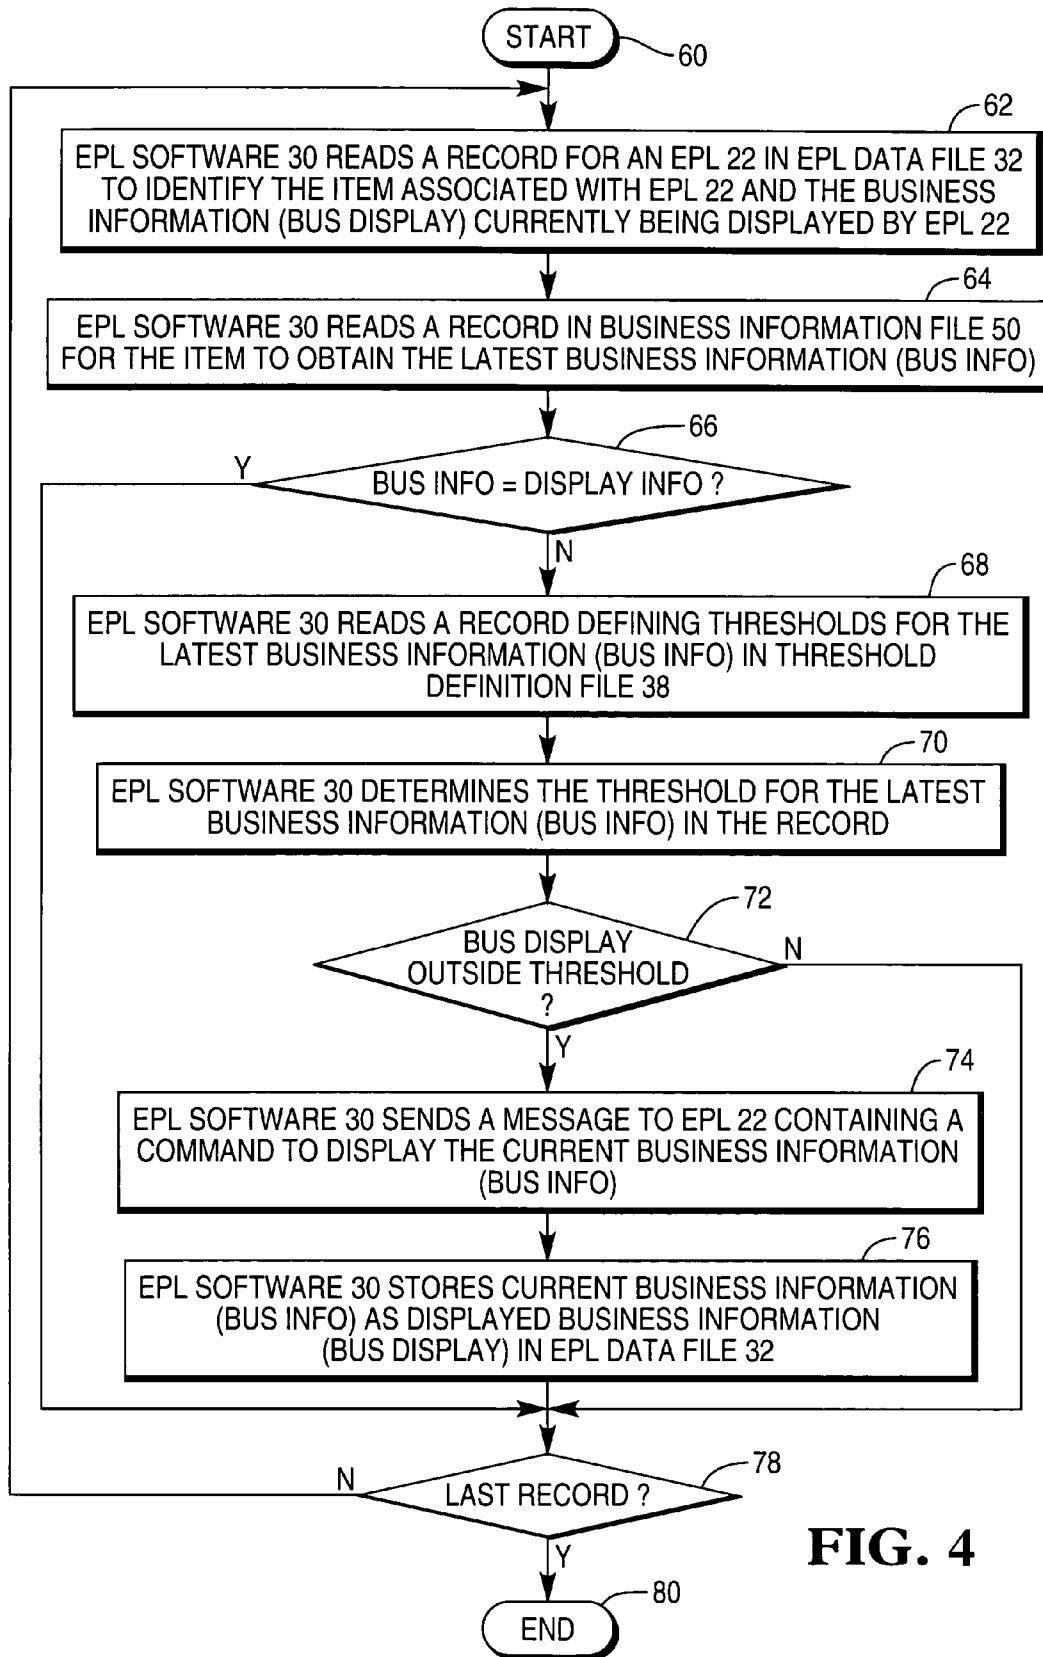 START
60
62
EPL SOFTWARE 30 READS A RECORD FOR AN EPL 22 IN EPL DATA FILE 32
TO IDENTIFY THE ITEM ASSOCIATED WITH EPL 22 AND THE BUSINESS
INFORMATION (BUS DISPLAY) CURRENTLY BEING DISPLAYED BY EPL 22
64
EPL SOFTWARE 30 READS A RECORD IN BUSINESS INFORMATION FILE 50
FOR THE ITEM TO OBTAIN THE LATEST BUSINESS INFORMATION (BUS INFO)
66
Y
BUS INFO = DISPLAY INFO ?
N
68
EPL SOFTWARE 30 READS A RECORD DEFINING THRESHOLDS FOR THE
LATEST BUSINESS INFORMATION (BUS INFO) IN THRESHOLD
DEFINITION FILE 38
70
EPL SOFTWARE 30 DETERMINES THE THRESHOLD FOR THE LATEST
BUSINESS INFORMATION (BUS INFO) IN THE RECORD
72
BUS DISPLAY
OUTSIDE THRESHOLD
?
N
Y
74
EPL SOFTWARE 30 SENDS A MESSAGE TO EPL 22 CONTAINING A
COMMAND TO DISPLAY THE CURRENT BUSINESS INFORMATION
(BUS INFO)
76
EPL SOFTWARE 30 STORES CURRENT BUSINESS INFORMATION
(BUS INFO) AS DISPLAYED BUSINESS INFORMATION
(BUS DISPLAY) IN EPL DATA FILE 32
78
N
LAST RECORD ?
Y
FIG. 4
80
END